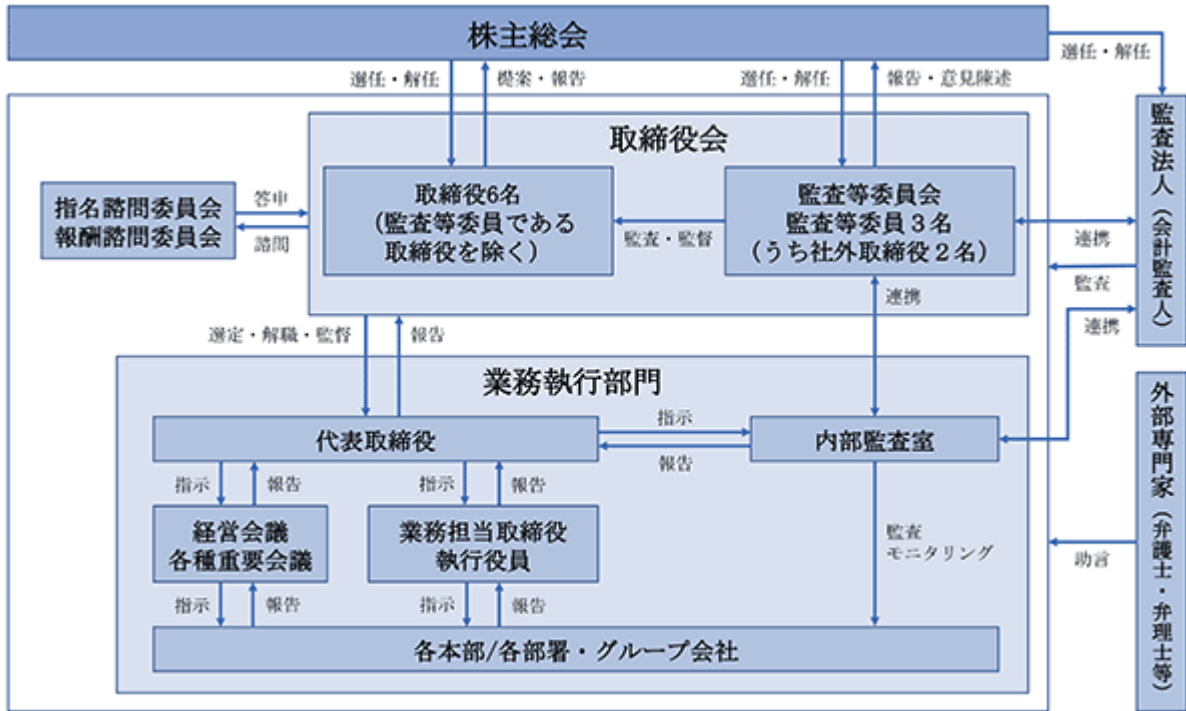 株主総会
選任・解任
提案・報告
選任・解任
報告・意見陳述
選任・解任
取締役会
取締役6名
（監査等委員である
取締役を除く）
監査・監督
監査等委員会
監査等委員３名
（うち社外取締役２名）
指名諮問委員会
報酬諮問委員会
答申
諮問
監査法人（会計監査人）
連携
監査
連携
連携
選定・解職・監督
報告
業務執行部門
代表取締役
指示
報告
内部監査室
指示
報告
指示
報告
経営会議
各種重要会議
業務担当取締役
執行役員
監査
モニタリング
指示
報告
指示
報告
各本部/各部署・グループ会社
外部専門家（弁護士・弁理士等）
助言